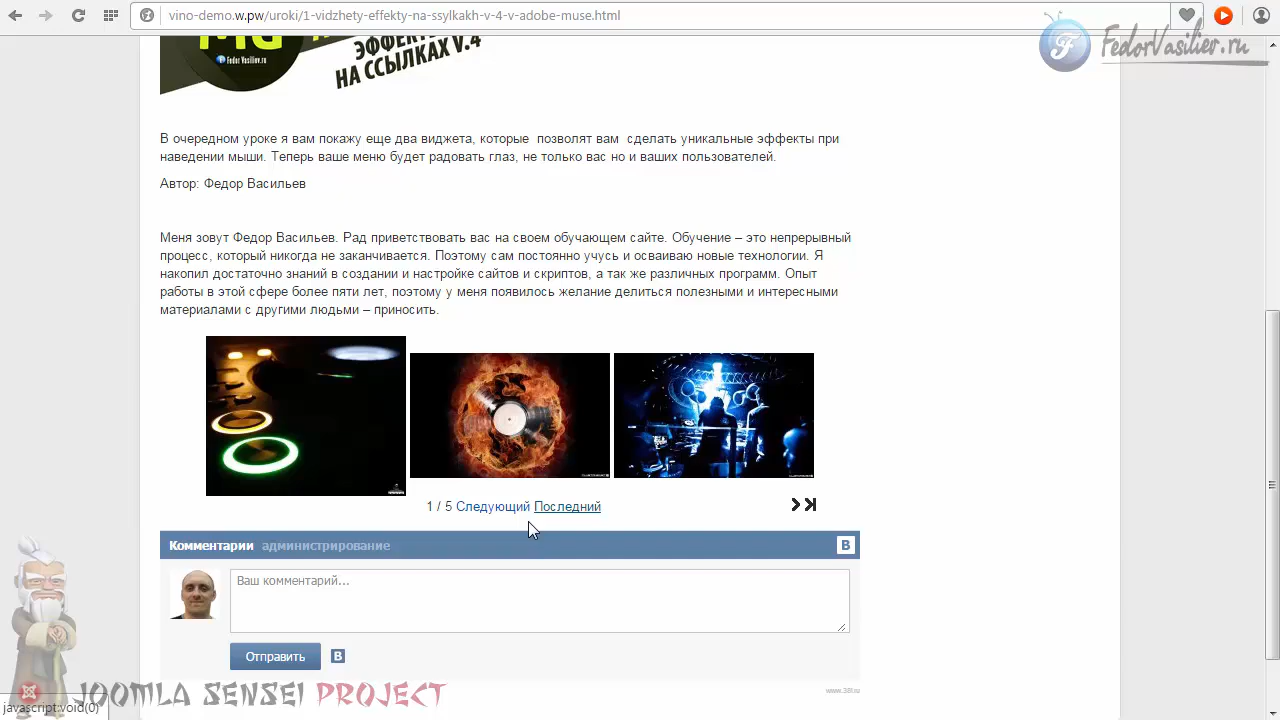 vino-demo.w.pw/uroki/1-vidzhety-effekty-na-ssylkakh-v-4-v-adobe-muse.html
FedorVasiliev.ru
ЭФФЕКТЫ
НА ССЫЛКАХ V.4
Fedor Vasiliev.ru
В очередном уроке я вам покажу еще два виджета, которые позволят вам сделать уникальные эффекты при
наведении мыши. Теперь ваше меню будет радовать глаз, не только вас но и ваших пользователей.
Автор: Федор Васильев
Меня зовут Федор Васильев. Рад приветствовать вас на своем обучающем сайте. Обучение – это непрерывный
процесс, который никогда не заканчивается. Поэтому сам постоянно учусь и осваиваю новые технологии. Я
накопил достаточно знаний в создании и настройке сайтов и скриптов, а так же различных программ. Опыт
работы в этой сфере более пяти лет, поэтому у меня появилось желание делиться полезными и интересными
материалами с другими людьми – приносить.
1 / 5 Следующий Последний
Комментарии администрирование
B
Ваш комментарий...
Отправить B
JOOMLA SENSEI PROJECT
javascript:void(0)